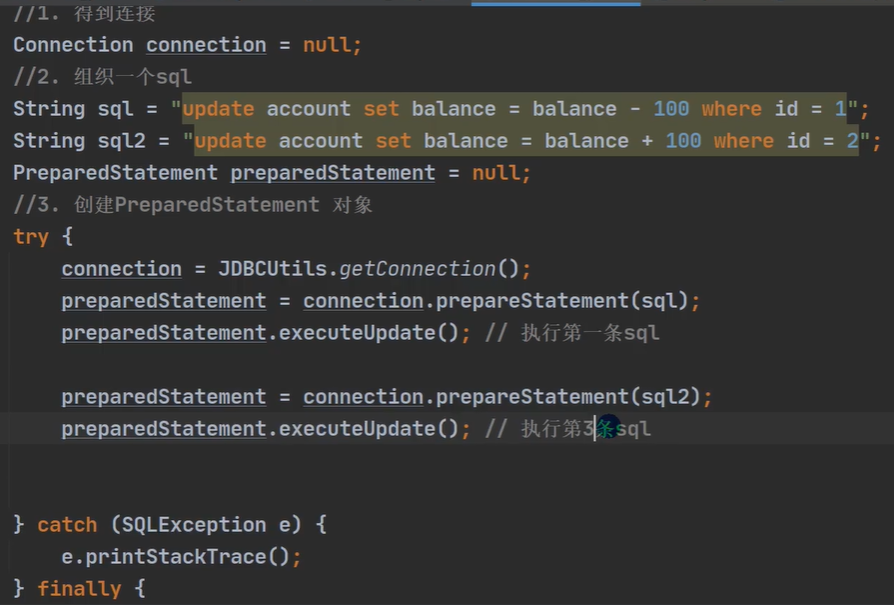 //1. 得到连接
Connection connection = null;
//2. 组织一个sql
String sql = "update account set balance = balance - 100 where id = 1";
String sql2 = "update account set balance = balance + 100 where id = 2";
PreparedStatement preparedStatement = null;
//3. 创建PreparedStatement 对象
try {
connection = JDBCUtils.getConnection();
preparedStatement = connection.prepareStatement(sql);
preparedStatement.executeUpdate(); // 执行第一条sql
preparedStatement = connection.prepareStatement(sql2);
preparedStatement.executeUpdate(); // 执行第3条sql
} catch (SQLException e) {
e.printStackTrace();
} finally {